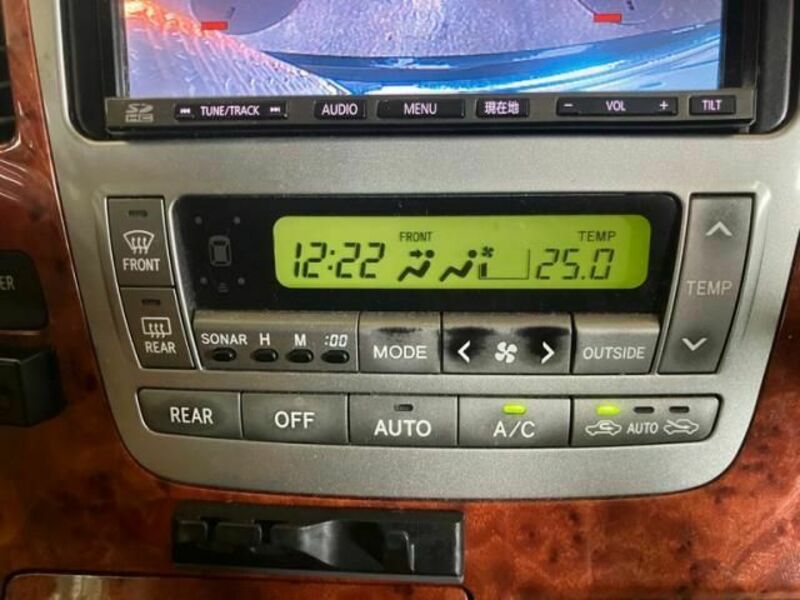 SD HC TUNE/TRACK AUDIO MENU 現在地 − VOL + TILT
FRONT TEMP
12:22 25.0
FRONT
REAR
ER
TEMP
SONAR H M :00
MODE < > OUTSIDE
REAR OFF AUTO A/C AUTO